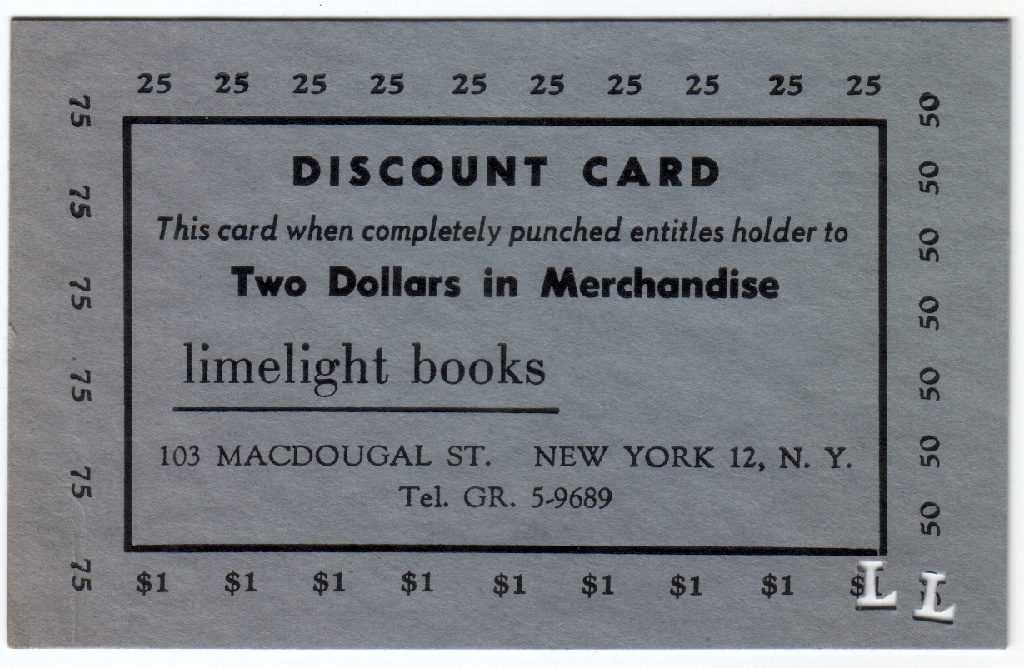 25 25 25 25 25 25 25 25 25 25
75 75 75 75 75 75
DISCOUNT CARD
This card when completely punched entitles holder to
Two Dollars in Merchandise
limelight books
103 MACDOUGAL ST. NEW YORK 12, N. Y.
Tel. GR. 5-9689
50 50 50 50 50 50 50
$1 $1 $1 $1 $1 $1 $1 $1
L L